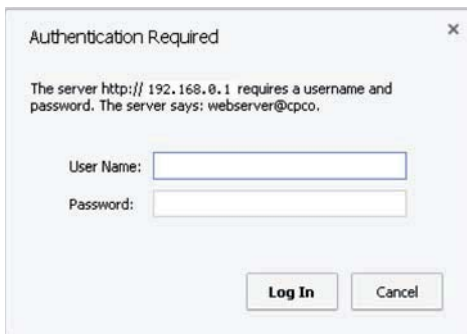 Authentication Required
The server http:// 192.168.0.1 requires a username and
password. The server says: webserver@cpco.
User Name:
Password:
Log In
Cancel